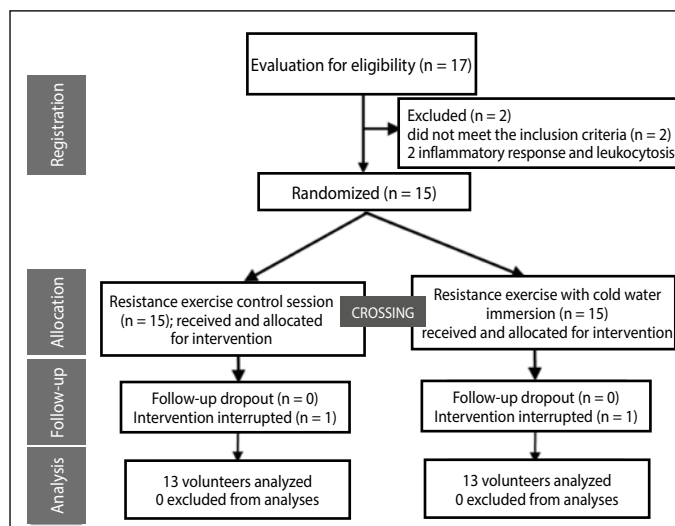 Registration
Evaluation for eligibility (n = 17)
Excluded (n = 2)
did not meet the inclusion criteria (n = 2)
2 inflammatory response and leukocytosis
Randomized (n = 15)
Allocation
Resistance exercise control session
(n = 15); received and allocated
for intervention
CROSSING
Resistance exercise with cold water
immersion (n = 15)
received and allocated for intervention
Follow-up
Follow-up dropout (n = 0)
Intervention interrupted (n = 1)
Follow-up dropout (n = 0)
Intervention interrupted (n = 1)
Analysis
13 volunteers analyzed
0 excluded from analyses
13 volunteers analyzed
0 excluded from analyses